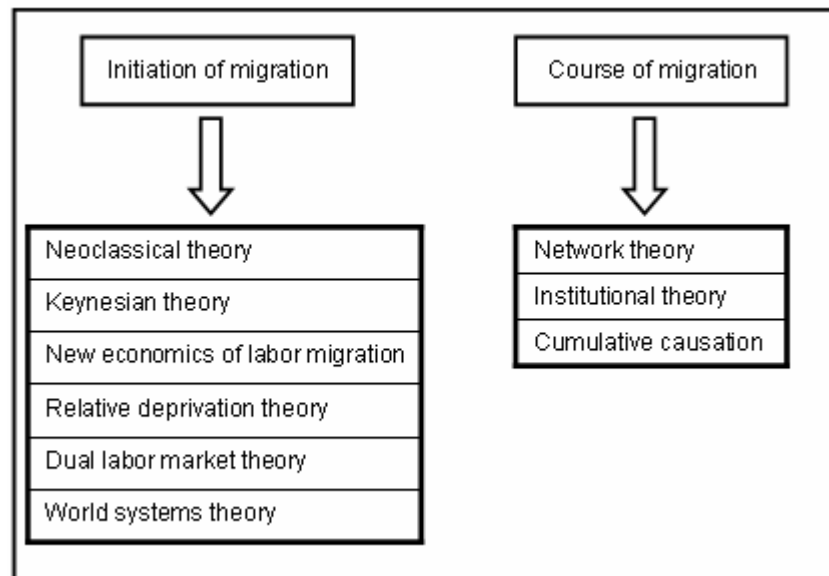 Initiation of migration
Neoclassical theory
Keynesian theory
New economics of labor migration
Relative deprivation theory
Dual labor market theory
World systems theory
Course of migration
Network theory
Institutional theory
Cumulative causation